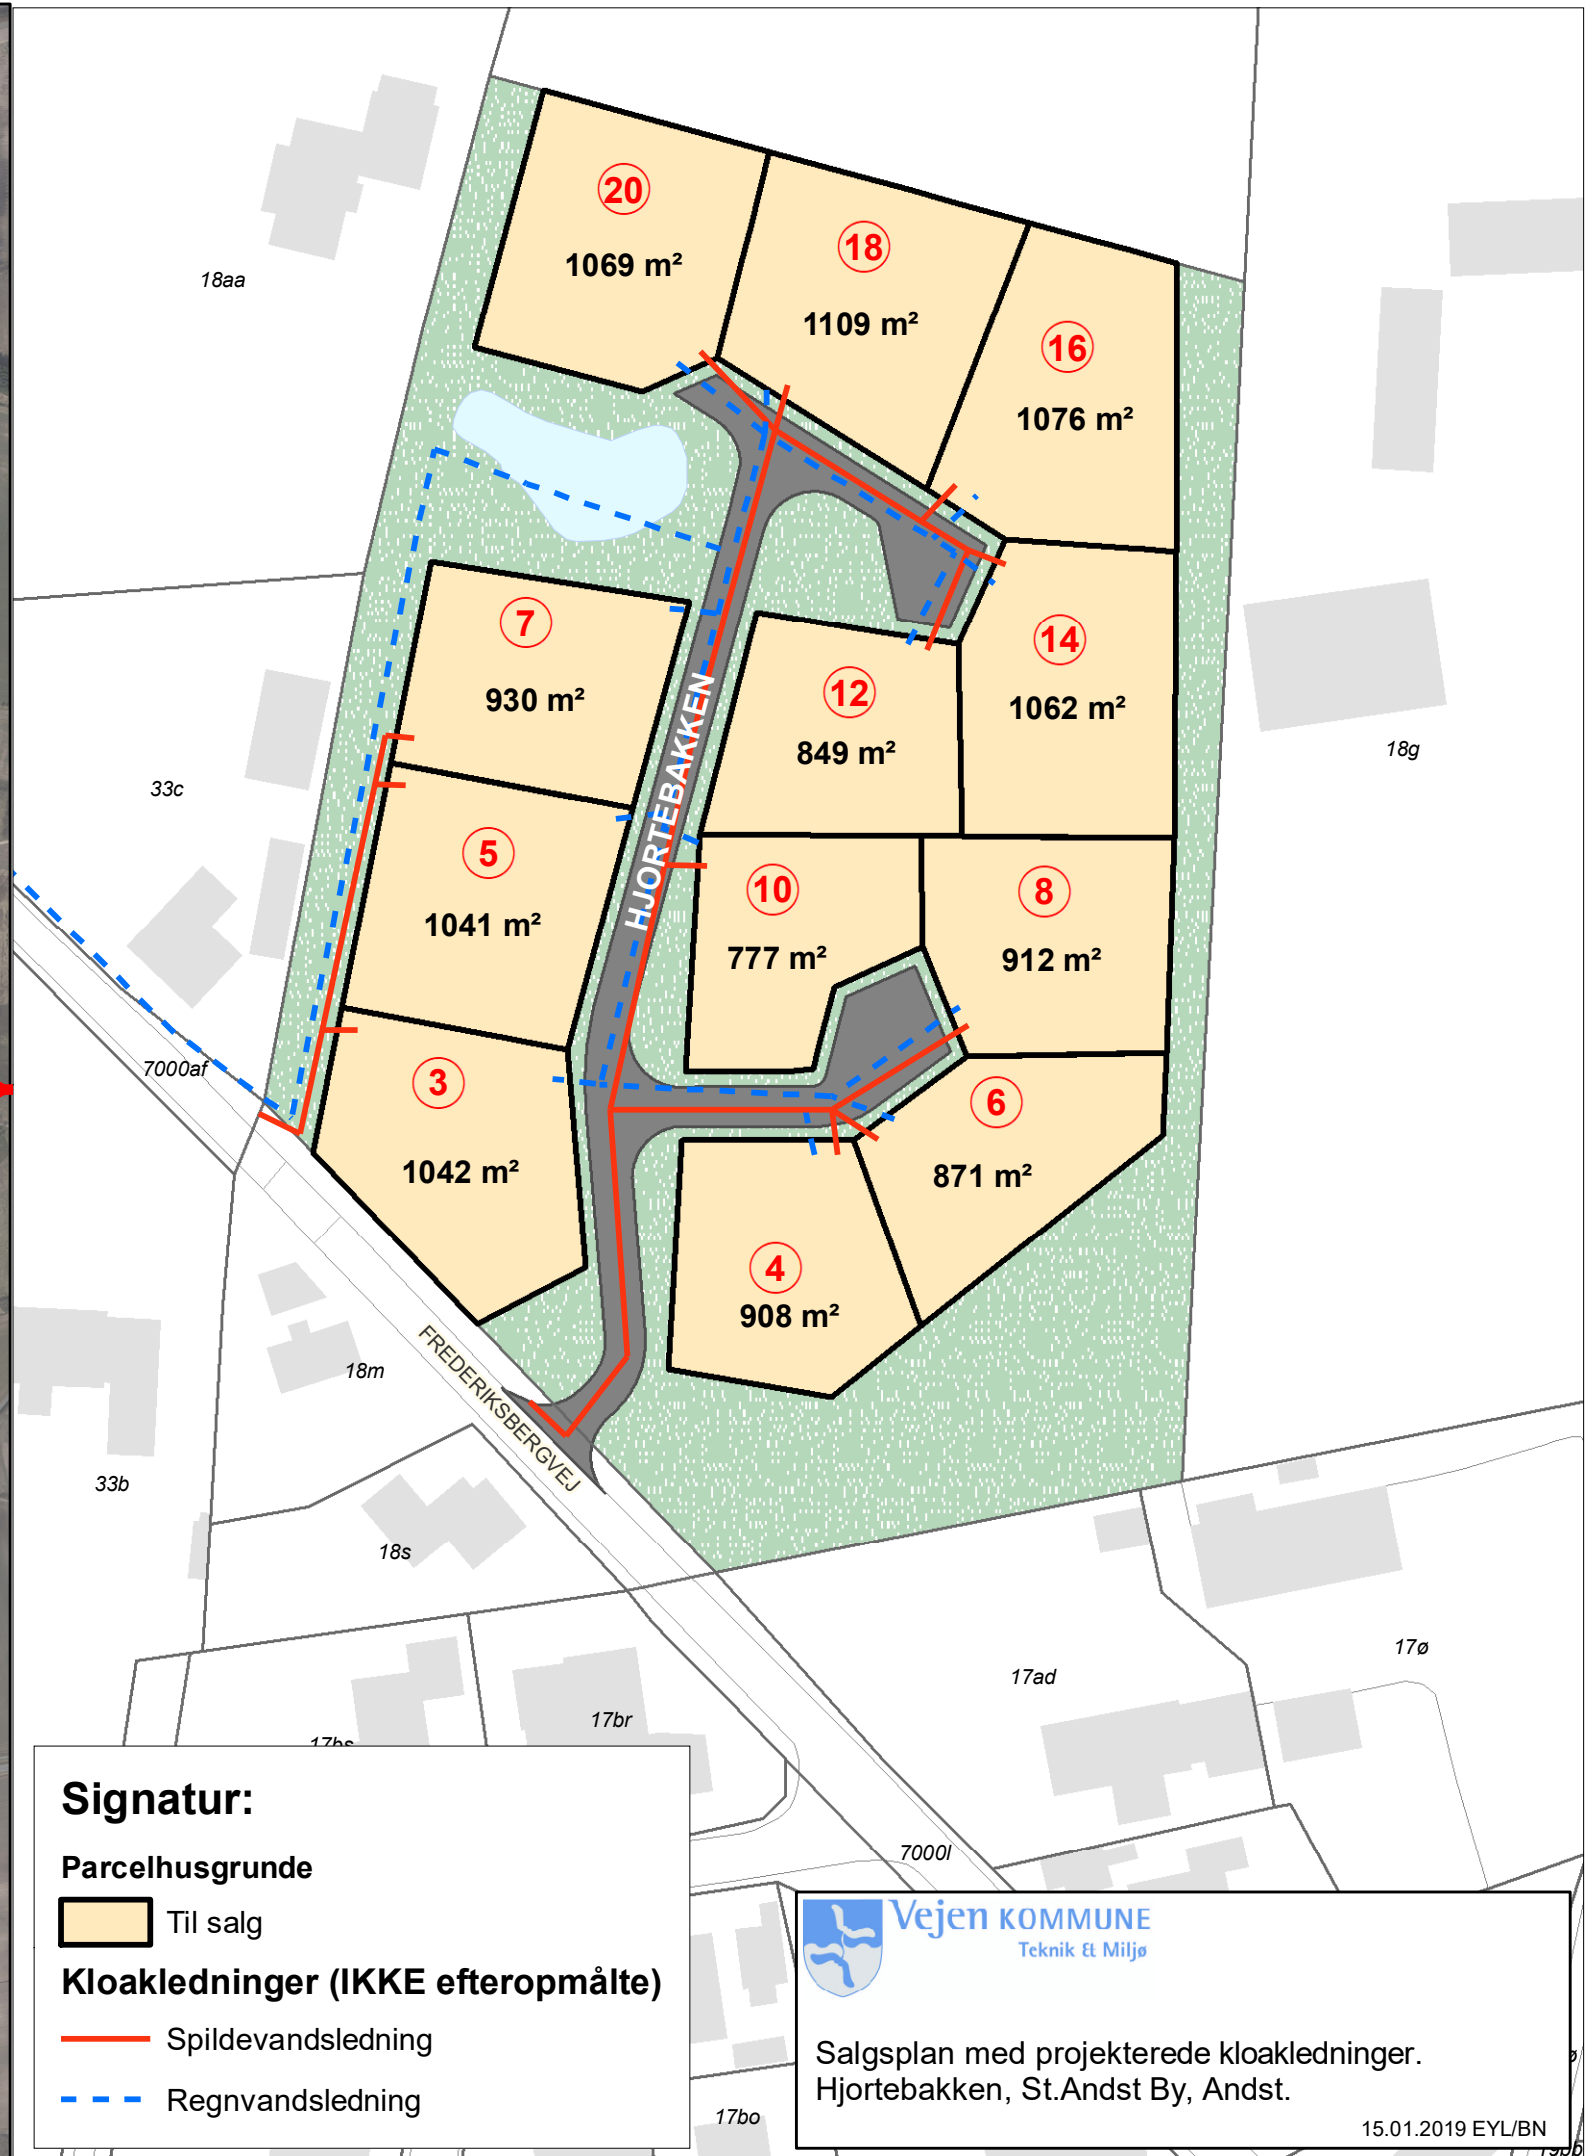 20
1069 m²
18
1109 m²
18aa
16
1076 m²
7
930 m²
14
1062 m²
12
849 m²
18g
33c
HJORTEBAKKEN
5
1041 m²
10
777 m²
8
912 m²
7000af
3
1042 m²
6
871 m²
4
908 m²
FREDERIKSBERGVEJ
18m
33b
18s
17ø
17ad
17br
17bs
7000l
Signatur:
Parcelhusgrunde
Til salg
Kloakledninger (IKKE efteropmålte)
Spildevandsledning
Regnvandsledning
17bo
Vejen KOMMUNE
Teknik & Miljø
Salgsplan med projekterede kloakledninger.
Hjortebakken, St.Andst By, Andst.
15.01.2019 EYL/BN